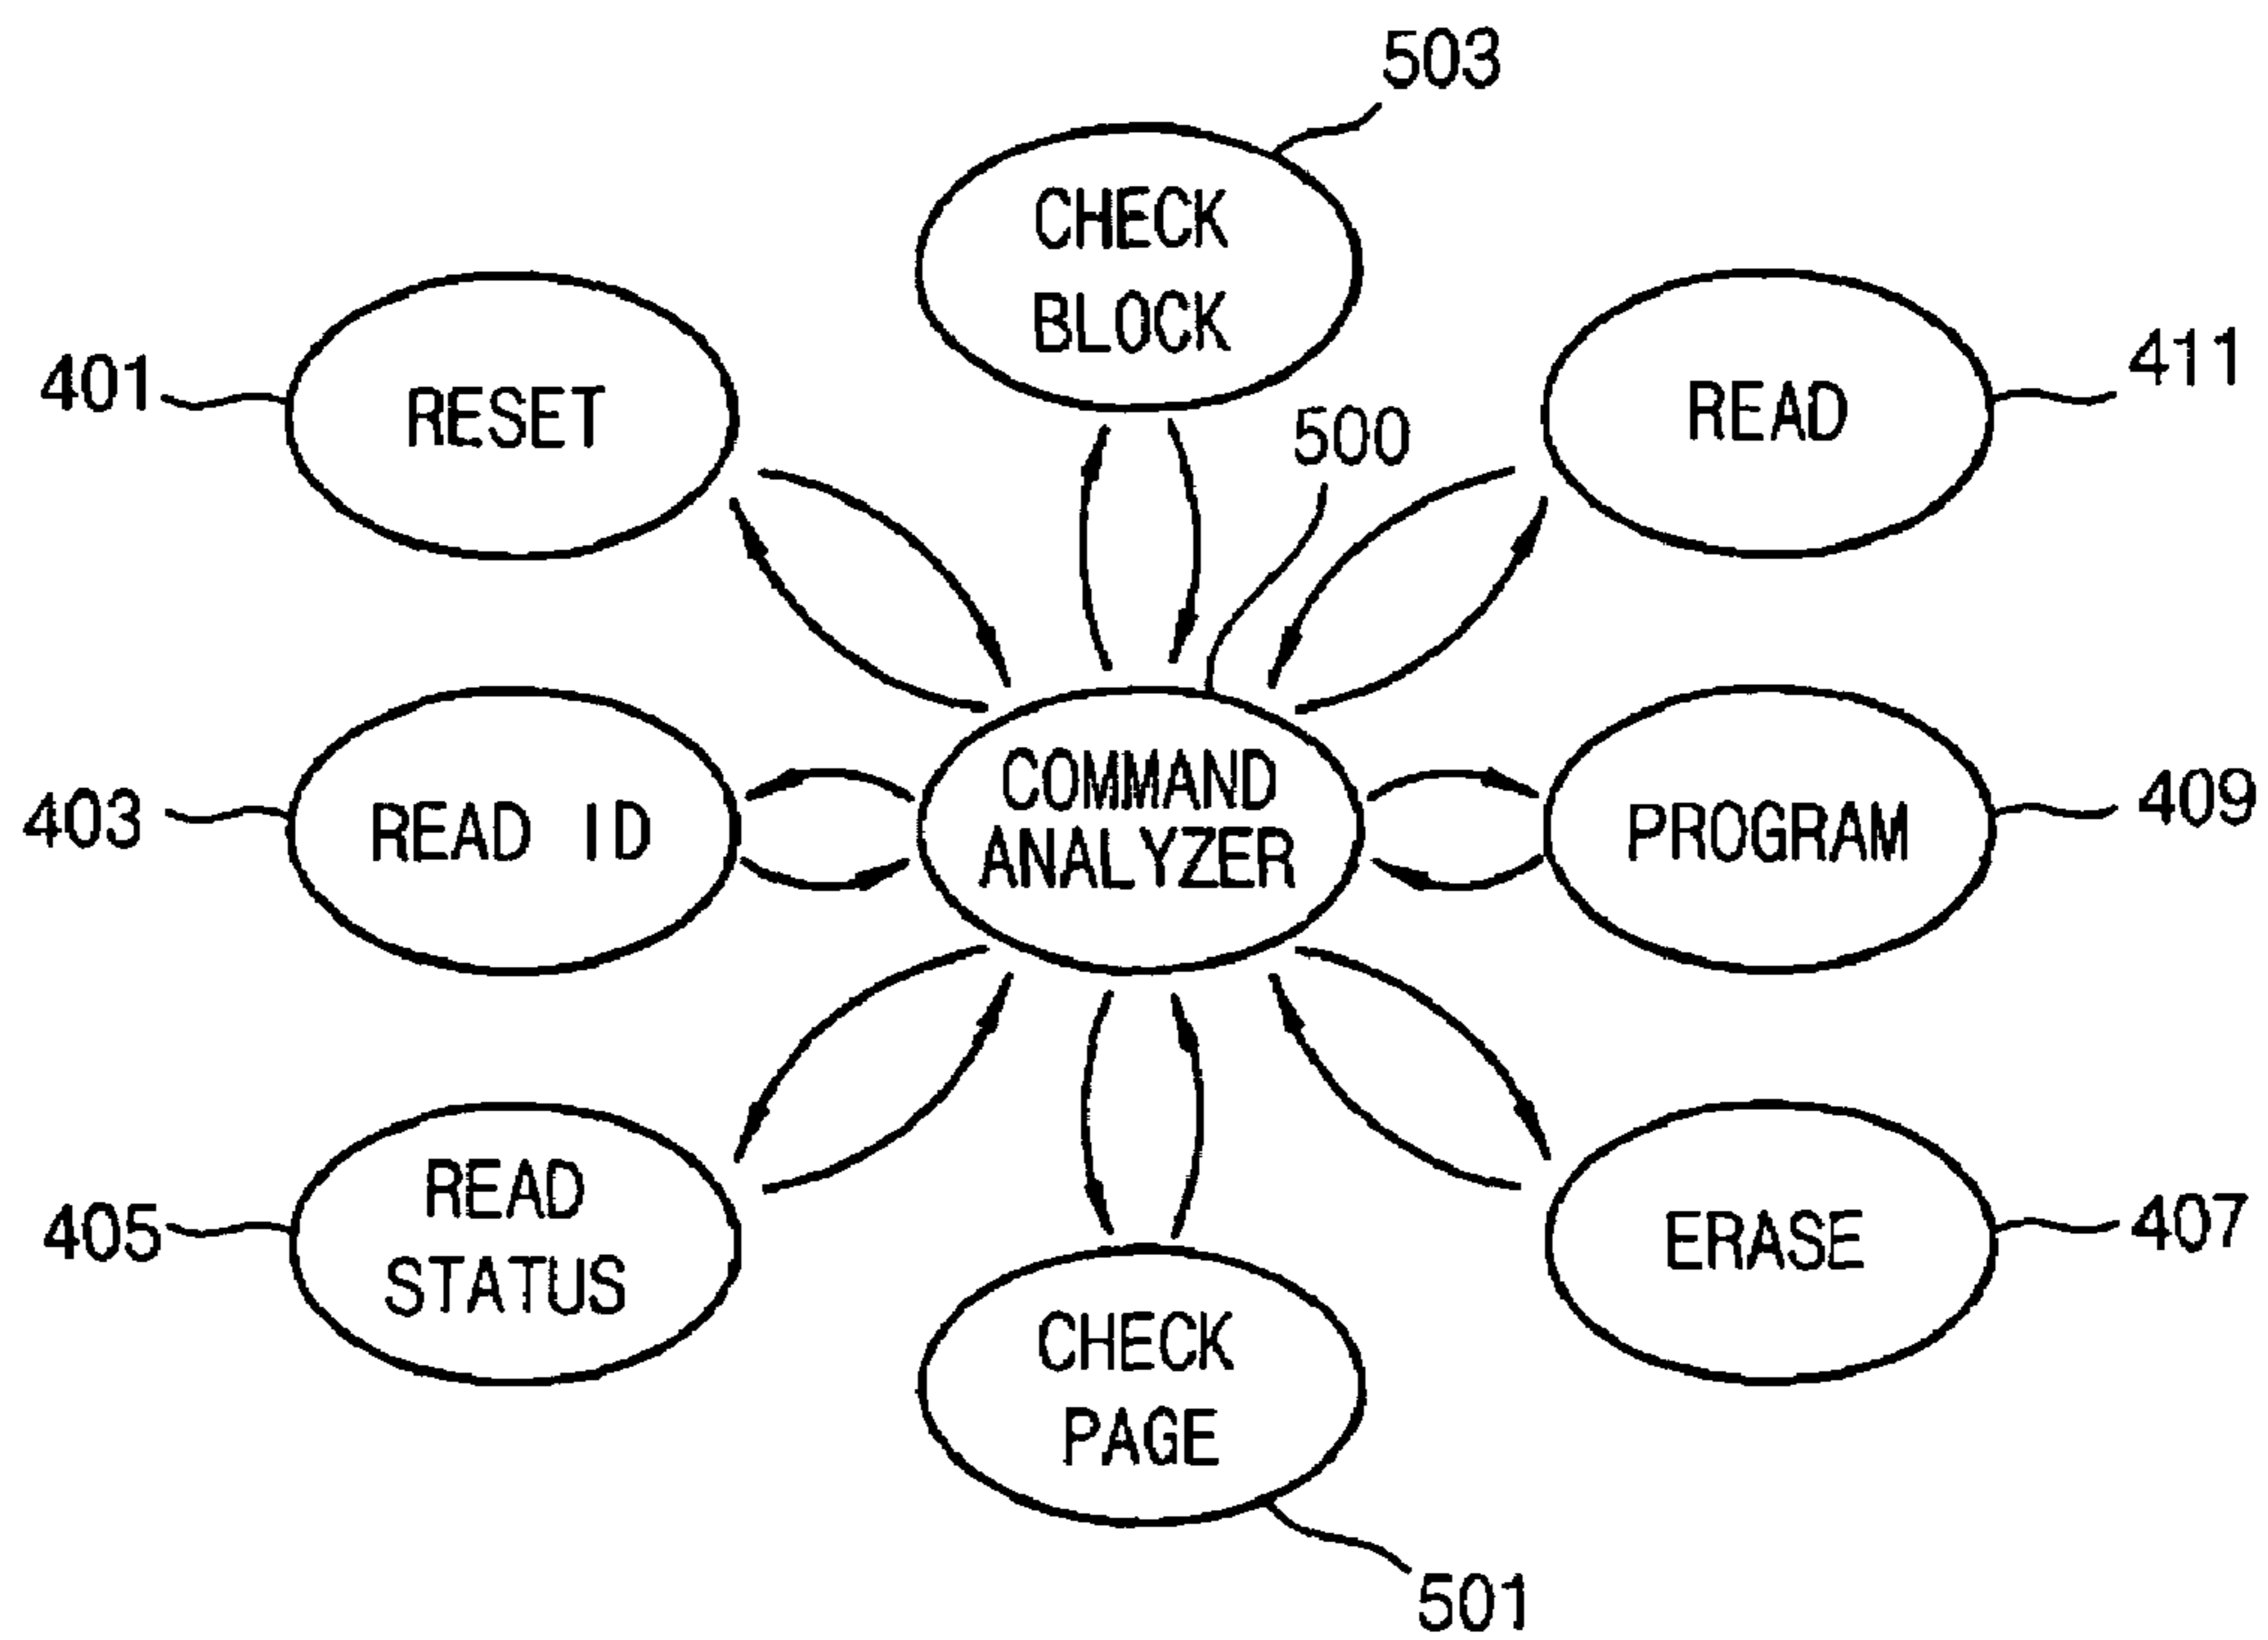 503
CHECK
BLOCK
401
RESET
READ
411
500
403
READ ID
COMMAND
ANALYZER
PROGRAM
409
405
READ
STATUS
ERASE
407
CHECK
PAGE
501